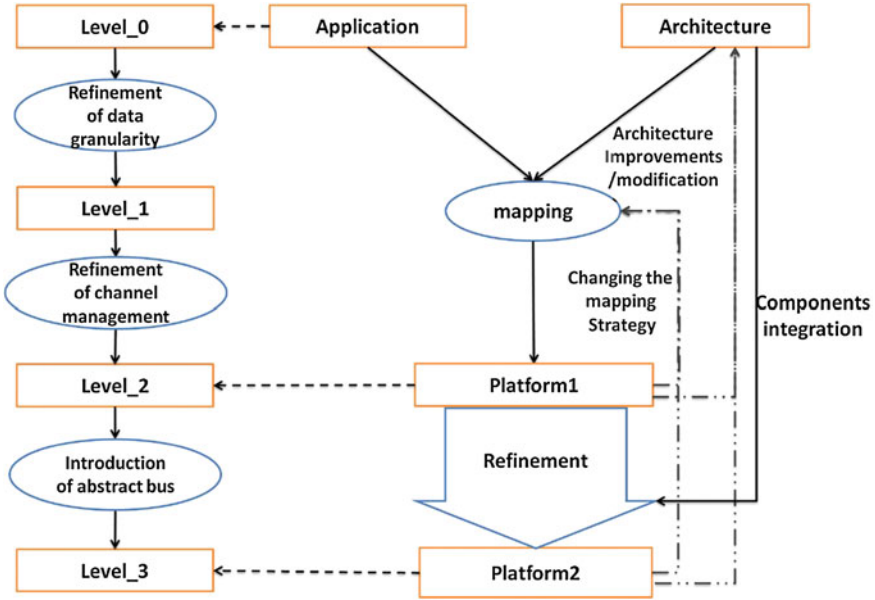 Level_0
Application
Architecture
Refinement
of data
granularity
Architecture
Improvements
/modification
Level_1
mapping
Refinement
of channel
management
Changing the
mapping
Strategy
Components
integration
Level_2
Platform1
Introduction
of abstract bus
Refinement
Level_3
Platform2